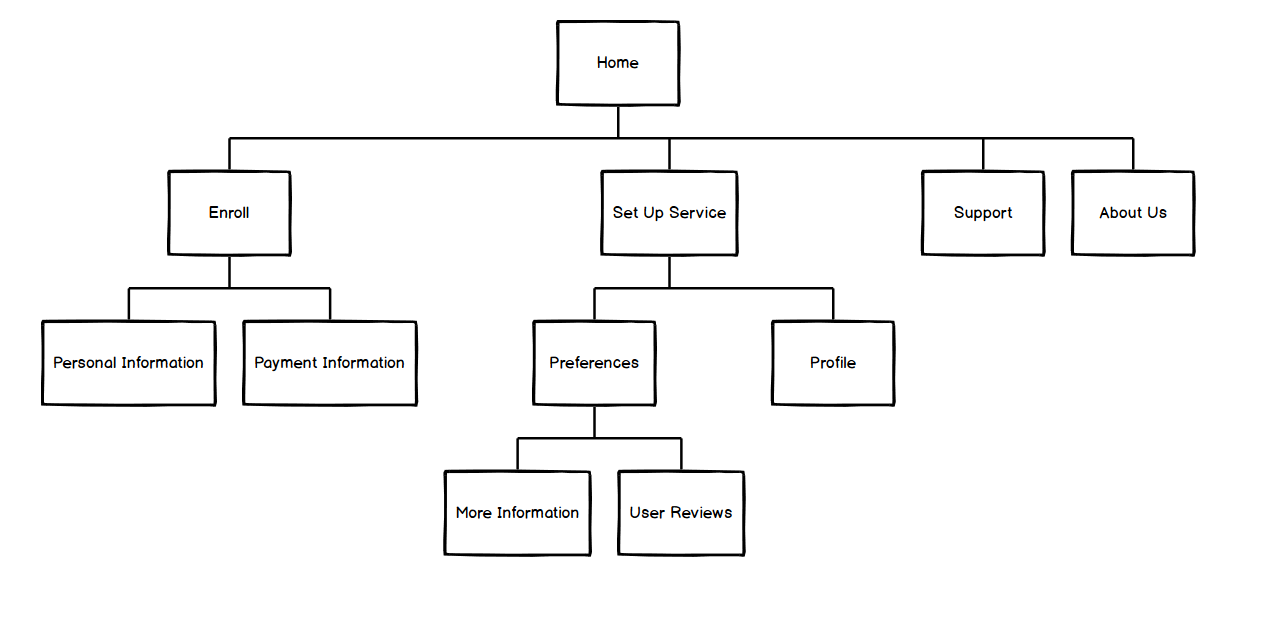 Home
Enroll
Set Up Service
Support
About Us
Personal Information
Payment Information
Preferences
Profile
More Information
User Reviews